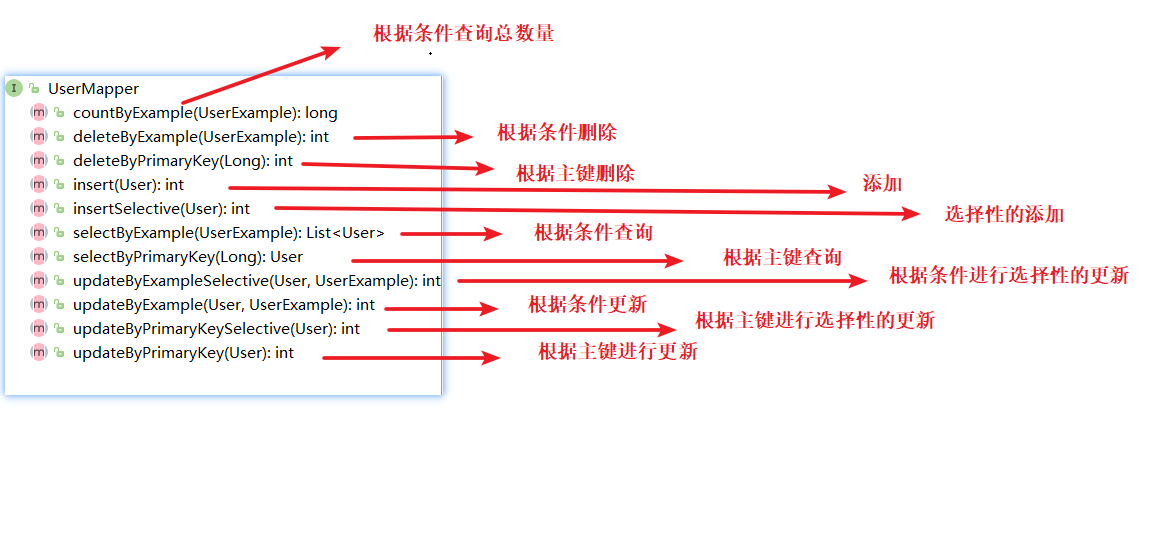 根据条件查询总数量
UserMapper
countByExample(UserExample): long
deleteByExample(UserExample): int
根据条件删除
deleteByPrimaryKey(Long): int
根据主键删除
insert(User): int
添加
insertSelective(User): int
选择性的添加
selectByExample(UserExample): List<User>
根据条件查询
selectByPrimaryKey(Long): User
根据主键查询
updateByExampleSelective(User, UserExample): int
根据条件进行选择性的更新
updateByExample(User, UserExample): int
根据条件更新
updateByPrimaryKeySelective(User): int
根据主键进行选择性的更新
updateByPrimaryKey(User): int
根据主键进行更新